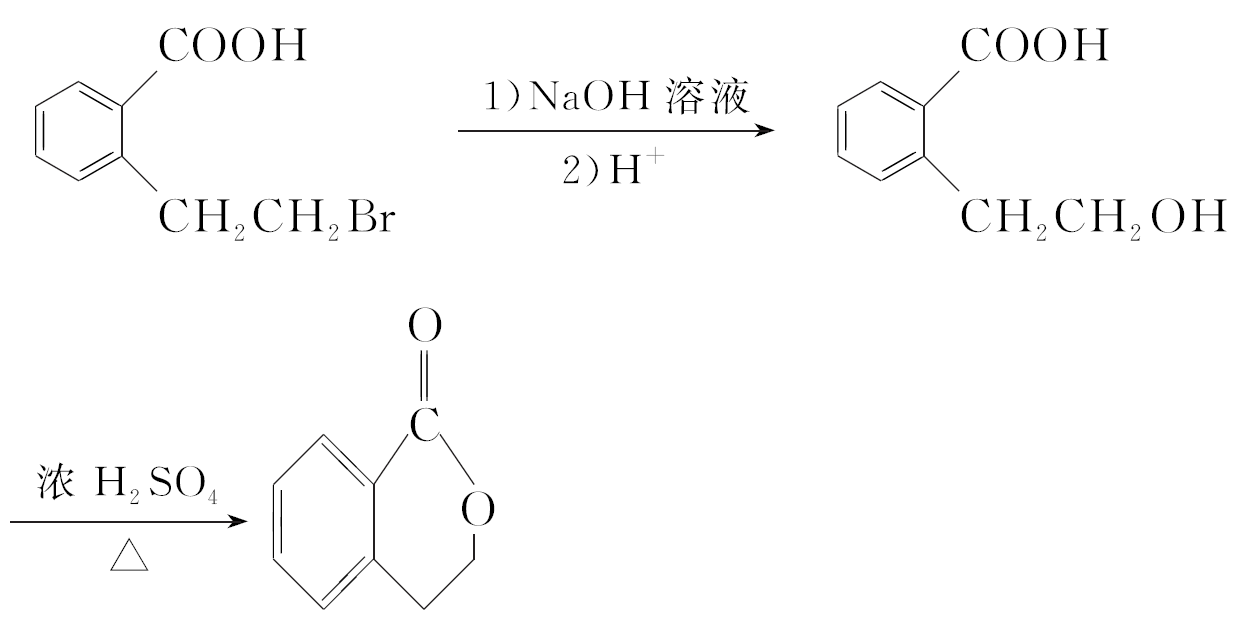 COOH
CH₂CH₂Br
1)NaOH 溶液
2)H⁺
COOH
CH₂CH₂OH
浓 H₂SO₄
△
O
C
O